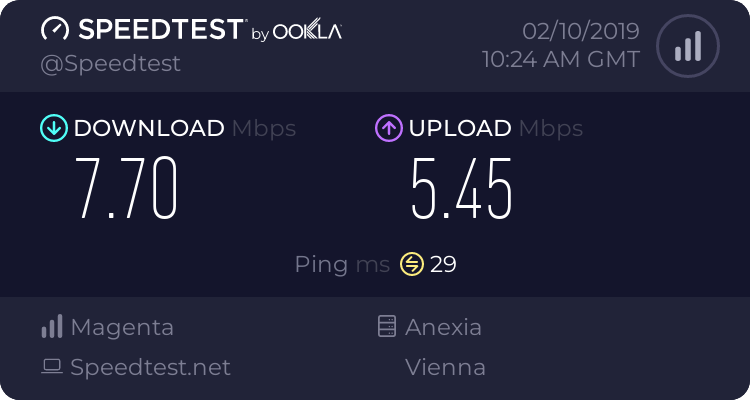 SPEEDTEST by OOKLA
@Speedtest
02/10/2019
10:24 AM GMT
DOWNLOAD Mbps
7.70
UPLOAD Mbps
5.45
Ping ms 29
Magenta
Speedtest.net
Anexia
Vienna